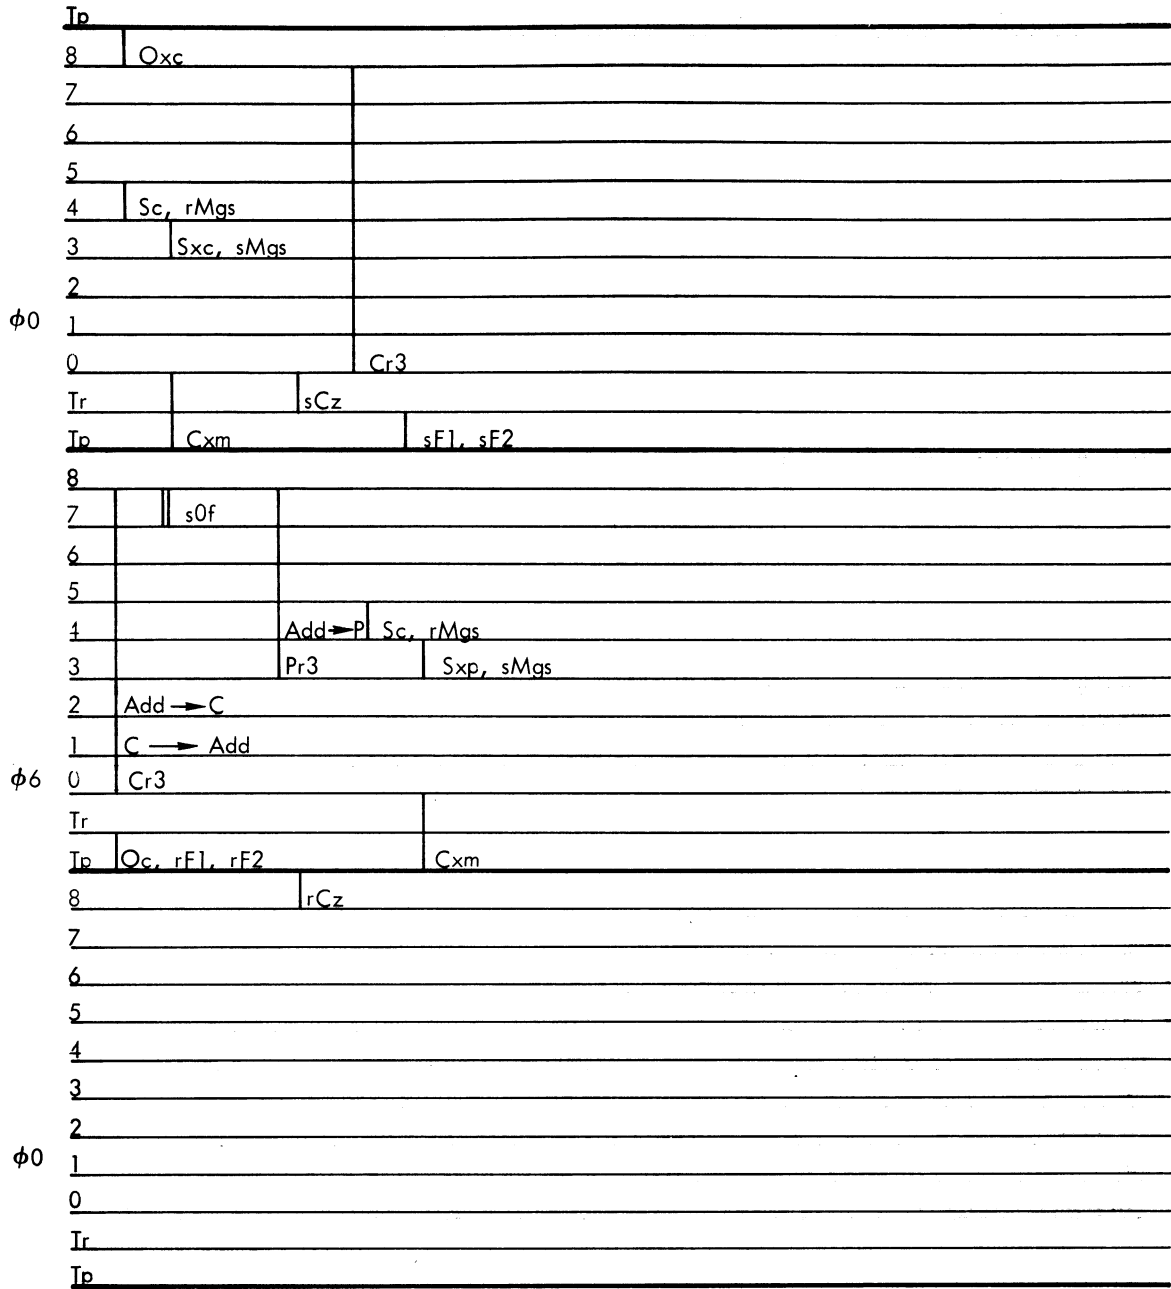 Tp
8 Oxc
7
6
5
4 Sc, rMgs
3 Sxc, sMgs
2
ϕ0 1
0 Cr3
Tr sCz
Tp Cxm sF1, sF2
8
7 s0f
6
5
4 Add → P Sc, rMgs
3 Pr3 Sxp, sMgs
2 Add → C
1 C → Add
ϕ6 0 Cr3
Tr
Tp Oc, rF1, rF2 Cxm
8 rCz
7
6
5
4
3
2
ϕ0 1
0
Tr
Tp